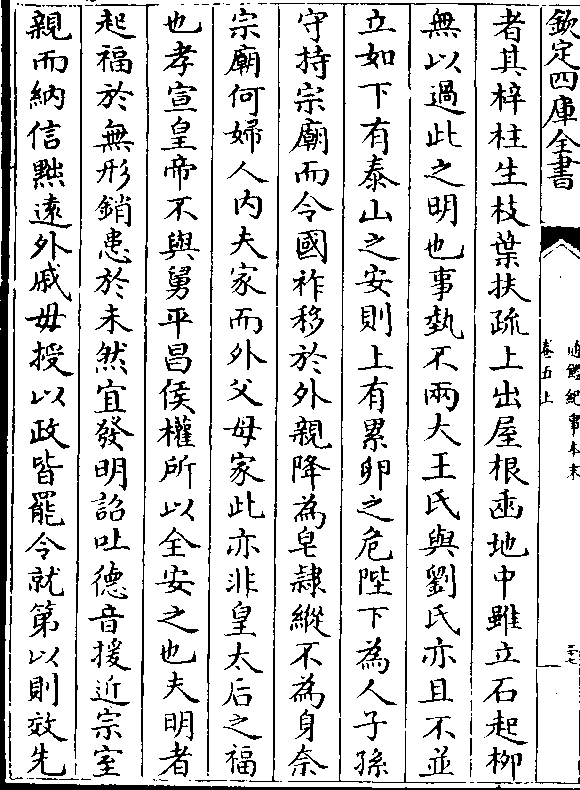 欽定四庫全書
通鑑紀事本末
卷五上
二七
者其梓柱生枝葉扶疏上出屋根臿地中雖立石起柳
無以過此之明也事埶不兩大王氏與劉氏亦且不並
立如下有泰山之安則上有累卵之危陛下為人子孫
守持宗廟而令國祚移於外親降為皂隸縱不為身奈
宗廟何婦人内夫家而外父母家此亦非皇太后之福
也孝宣皇帝不與舅平昌侯權所以全安之也夫明者
起福於無形銷患於未然宜發明詔吐德音援近宗室
親而納信黜遠外戚毋授以政皆罷令就第以則效先